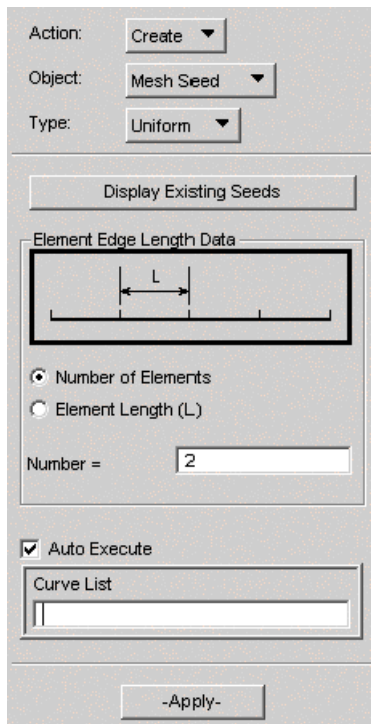 Action: Create
Object: Mesh Seed
Type: Uniform
Display Existing Seeds
Element Edge Length Data
L
Number of Elements
Element Length (L)
Number = 2
Auto Execute
Curve List
-Apply-